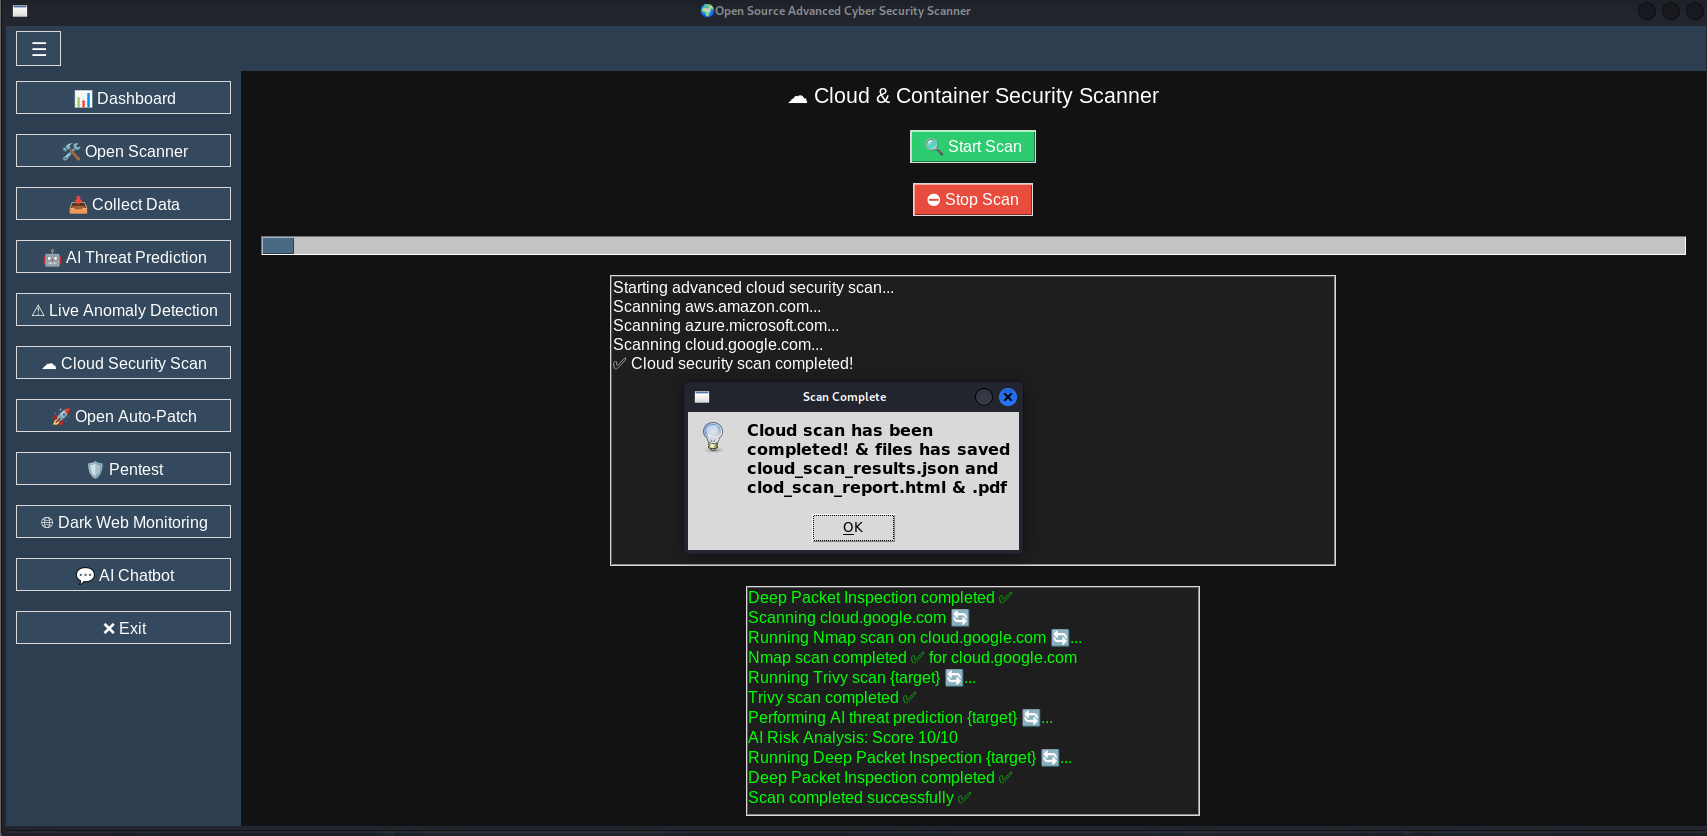 🌍Open Source Advanced Cyber Security Scanner
☰
📊 Dashboard
🛠️ Open Scanner
📥 Collect Data
🤖 AI Threat Prediction
⚠ Live Anomaly Detection
☁ Cloud Security Scan
🚀 Open Auto-Patch
🛡️ Pentest
🌐 Dark Web Monitoring
💬 AI Chatbot
❌ Exit
☁ Cloud & Container Security Scanner
🔍 Start Scan
⛔ Stop Scan
Starting advanced cloud security scan...
Scanning aws.amazon.com...
Scanning azure.microsoft.com...
Scanning cloud.google.com...
✅ Cloud security scan completed!
Scan Complete
Cloud scan has been
completed! & files has saved
cloud_scan_results.json and
clod_scan_report.html & .pdf
OK
Deep Packet Inspection completed ✅
Scanning cloud.google.com 🔄
Running Nmap scan on cloud.google.com 🔄...
Nmap scan completed ✅ for cloud.google.com
Running Trivy scan {target} 🔄...
Trivy scan completed ✅
Performing AI threat prediction {target} 🔄...
AI Risk Analysis: Score 10/10
Running Deep Packet Inspection {target} 🔄...
Deep Packet Inspection completed ✅
Scan completed successfully ✅